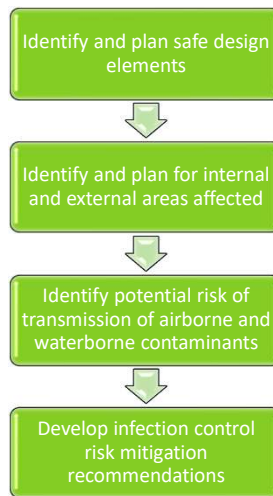 Identify and plan safe design
elements
Identify and plan for internal
and external areas affected
Identify potential risk of
transmission of airborne and
waterborne contaminants
Develop infection control
risk mitigation
recommendations